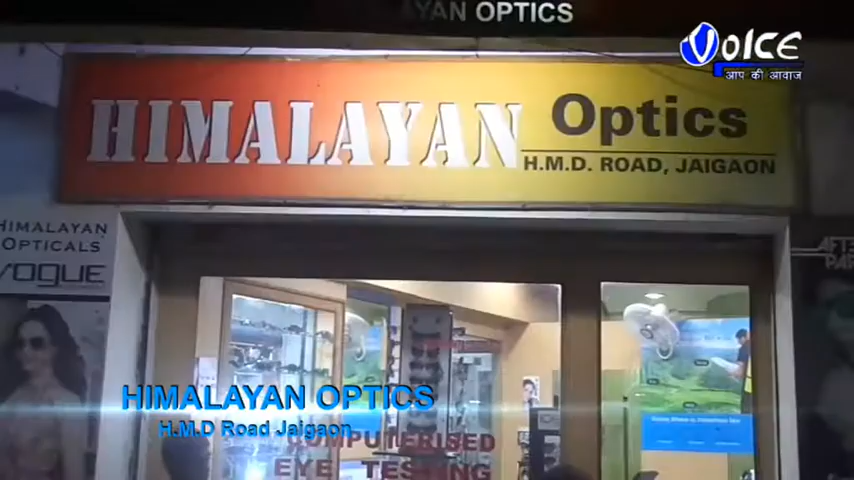 AYAN OPTICS
VOICE
आप की आवाज
HIMALAYAN Optics
H.M.D. ROAD, JAIGAON
HIMALAYAN
OPTICALS
VOGUE
HIMALAYAN OPTICS
H.M.D Road Jaigaon
COMPUTERISED
EYE TESTING